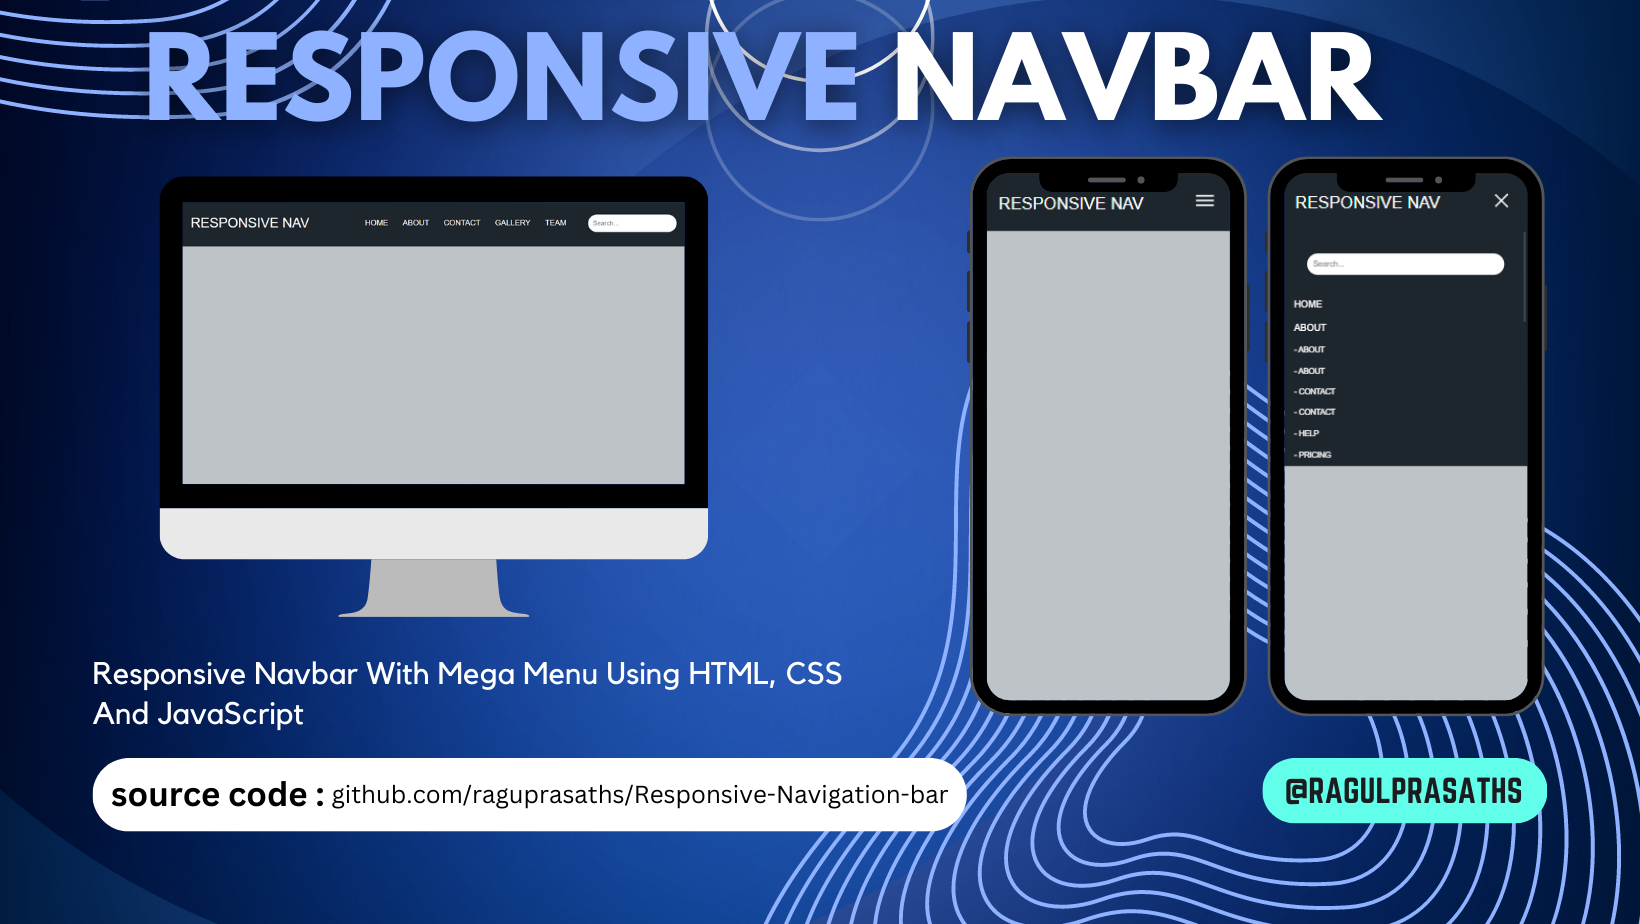 RESPONSIVE NAVBAR
RESPONSIVE NAV HOME ABOUT CONTACT GALLERY TEAM Search...
RESPONSIVE NAV
RESPONSIVE NAV
Search...
HOME
ABOUT
- ABOUT
- ABOUT
- CONTACT
- CONTACT
- HELP
- PRICING
Responsive Navbar With Mega Menu Using HTML, CSS
And JavaScript
source code : github.com/raguprasaths/Responsive-Navigation-bar
@RAGULPRASATHS